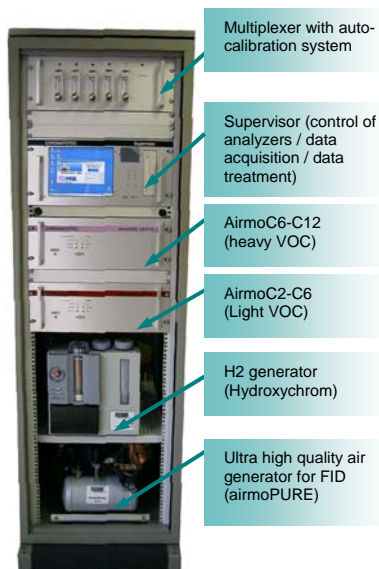 Multiplexer with auto-
calibration system
Supervisor (control of
analyzers / data
acquisition / data
treatment)
AirmoC6-C12
(heavy VOC)
AirmoC2-C6
(Light VOC)
H2 generator
(Hydroxychrom)
Ultra high quality air
generator for FID
(airmoPURE)